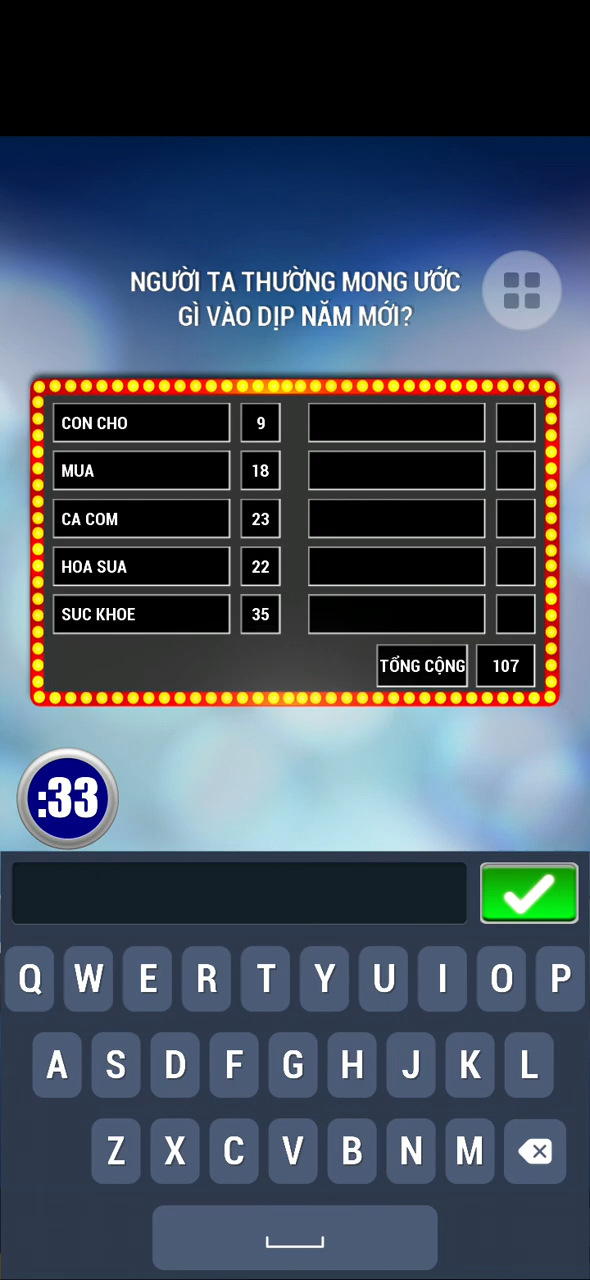 NGƯỜI TA THƯỜNG MONG ƯỚC
GÌ VÀO DỊP NĂM MỚI?
CON CHO 9
MUA 18
CA COM 23
HOA SUA 22
SUC KHOE 35
TỔNG CỘNG 107
:33
Q W E R T Y U I O P
A S D F G H J K L
Z X C V B N M